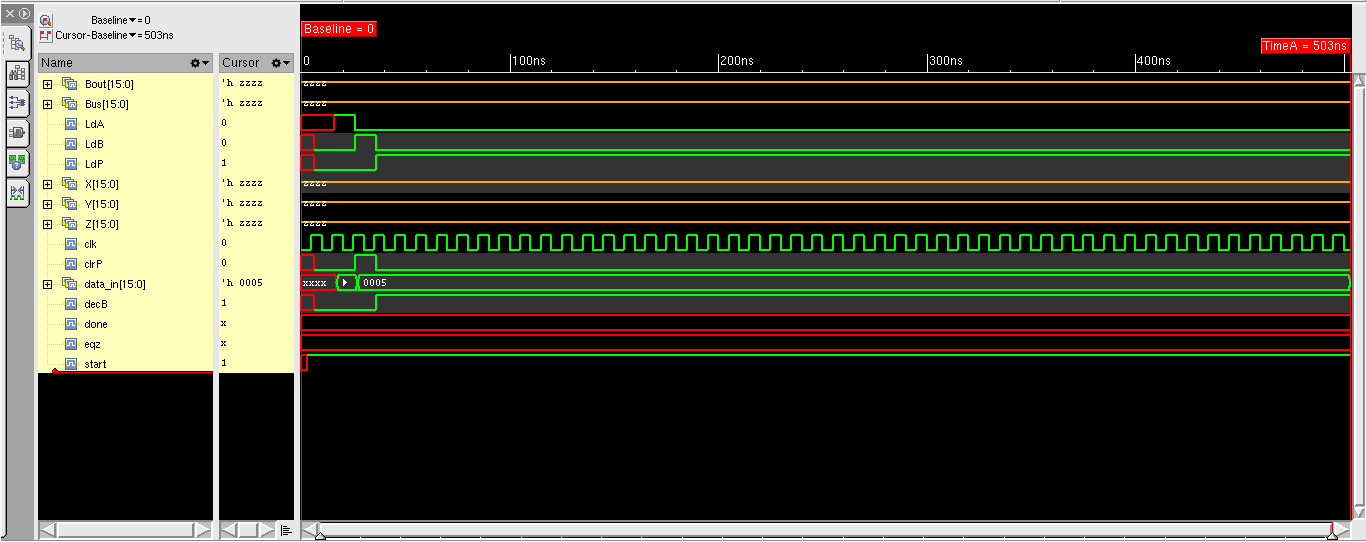 Baseline▼= 0
Cursor-Baseline▼= 503ns
Baseline = 0
TimeA = 503ns
Name
Cursor
0
100ns
200ns
300ns
400ns
Bout[15:0] 'h zzzz zzzz
Bus[15:0] 'h zzzz zzzz
LdA 0
LdB 0
LdP 1
X[15:0] 'h zzzz zzzz
Y[15:0] 'h zzzz zzzz
Z[15:0] 'h zzzz zzzz
clk 0
clrP 0
data_in[15:0] 'h 0005 xxxx 0005
decB 1
done x
eqz x
start 1